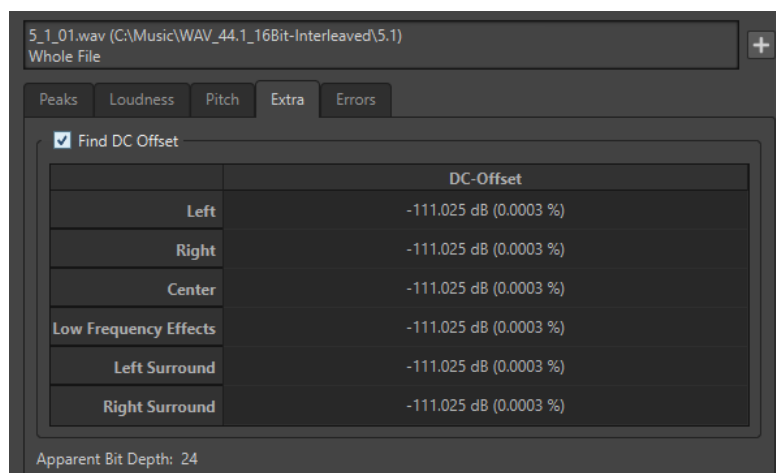 5_1_01.wav (C:\Music\WAV_44.1_16Bit-Interleaved\5.1)
Whole File
Peaks Loudness Pitch Extra Errors
Find DC Offset
DC-Offset
Left -111.025 dB (0.0003 %)
Right -111.025 dB (0.0003 %)
Center -111.025 dB (0.0003 %)
Low Frequency Effects -111.025 dB (0.0003 %)
Left Surround -111.025 dB (0.0003 %)
Right Surround -111.025 dB (0.0003 %)
Apparent Bit Depth: 24